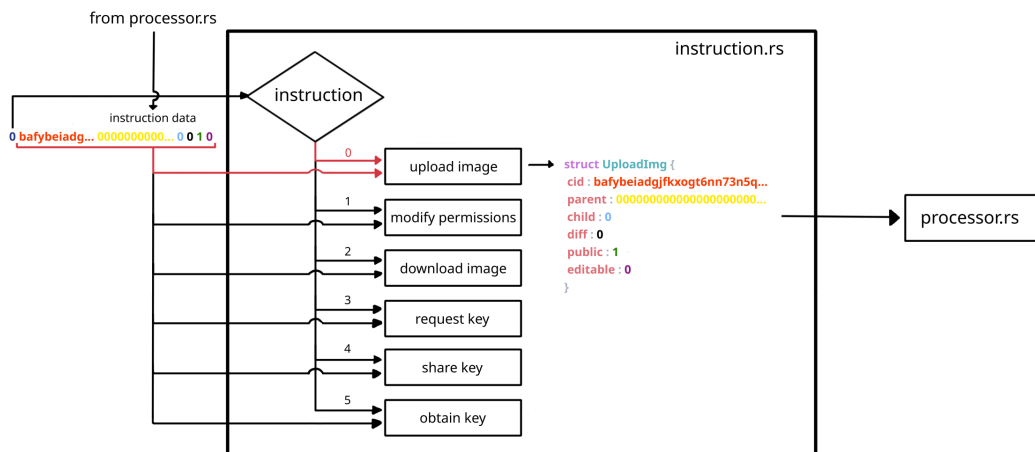 from processor.rs
instruction.rs
instruction
instruction data
0 bafybeiadg... 0000000000... 0 0 1 0
0
upload image
struct UploadImg {
cid : bafybeiadgjfkxogt6nn73n5q...
parent : 000000000000000000000...
child : 0
diff : 0
public : 1
editable : 0
}
processor.rs
1
modify permissions
2
download image
3
request key
4
share key
5
obtain key